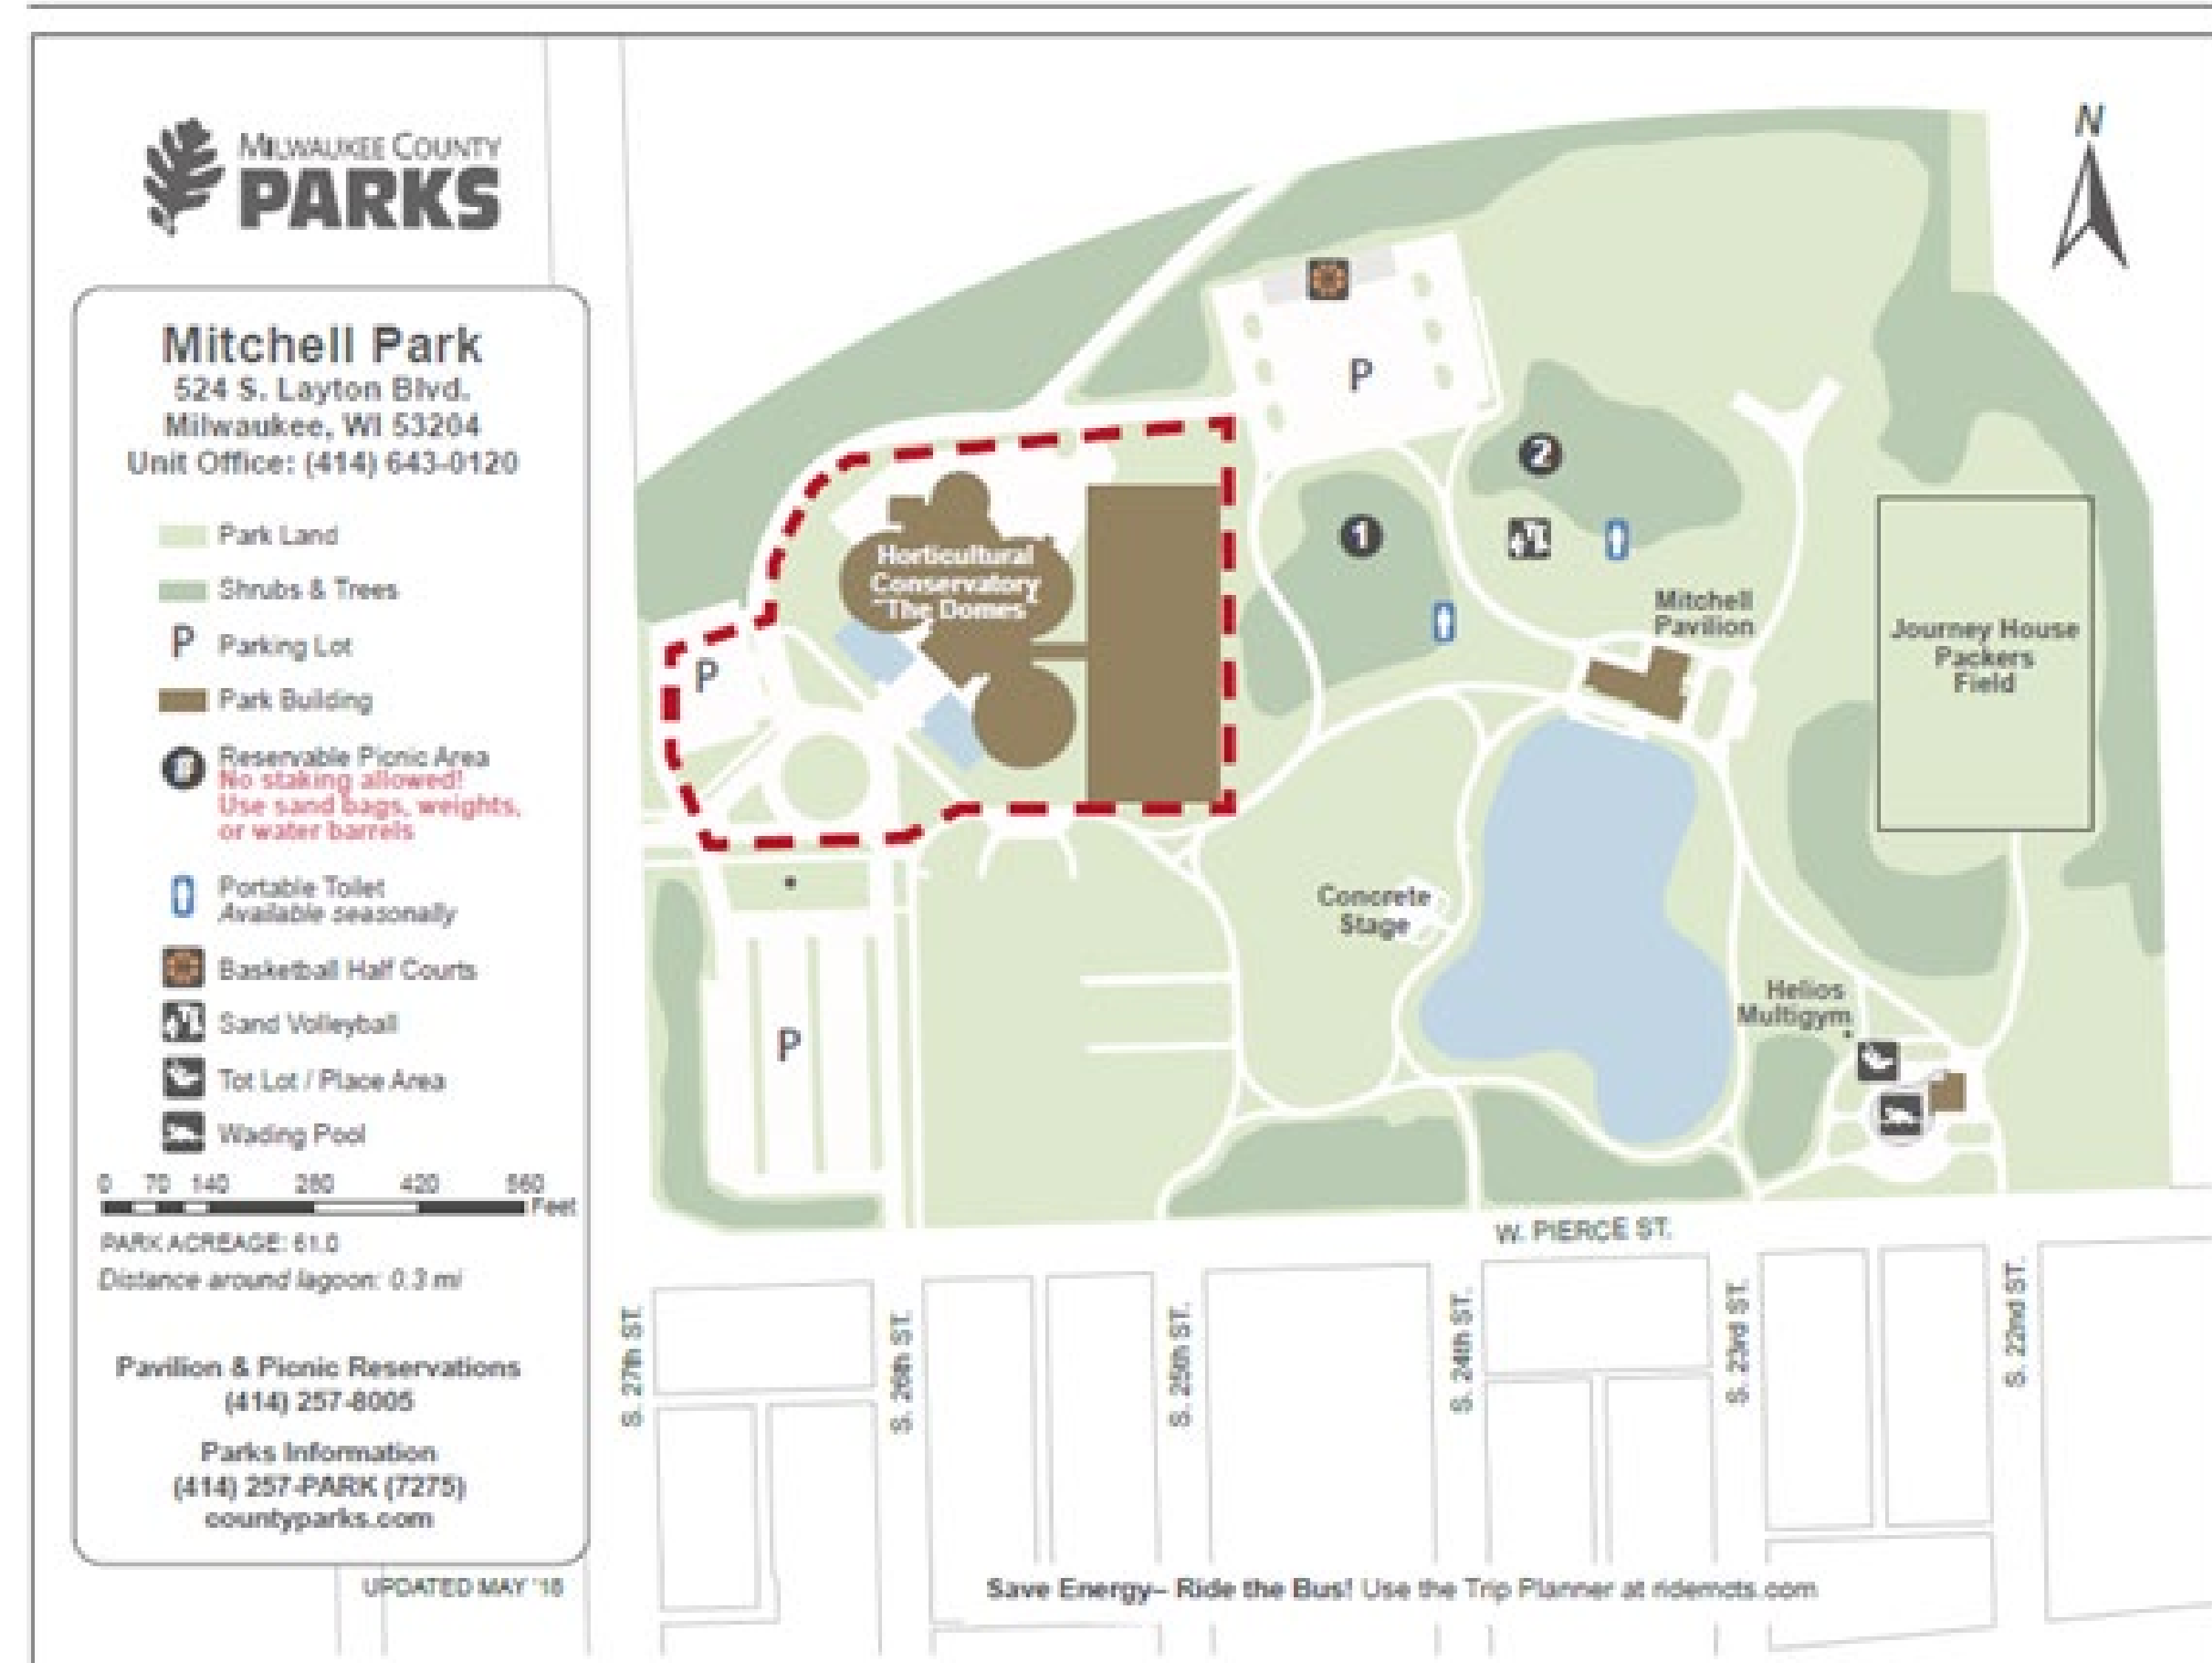 MILWAUKEE COUNTY
PARKS
Mitchell Park
524 S. Layton Blvd.
Milwaukee, WI 53204
Unit Office: (414) 643-0120
Park Land
Shrubs & Trees
P Parking Lot
Park Building
Reservable Picnic Area
No staking allowed!
Use sand bags, weights,
or water barrels
Portable Toilet
Available seasonally
Basketball Half Courts
Sand Volleyball
Tot Lot / Place Area
Wading Pool
0 70 140 280 420 560
Feet
PARK ACREAGE: 61.0
Distance around lagoon: 0.3 mi
Pavilion & Picnic Reservations
(414) 257-8005
Parks Information
(414) 257-PARK (7275)
countyparks.com
UPDATED MAY
N
P
2
1
Horticultural
Conservatory
"The Domes"
P
Mitchell
Pavilion
Journey House
Packers
Field
Concrete
Stage
P
Helios
Multigym
W. PIERCE ST.
S. 27th ST.
S. 26th ST.
S. 25th ST.
S. 24th ST.
S. 23rd ST.
S. 22nd ST.
Save Energy– Ride the Bus! Use the Trip Planner at ridemcts.com